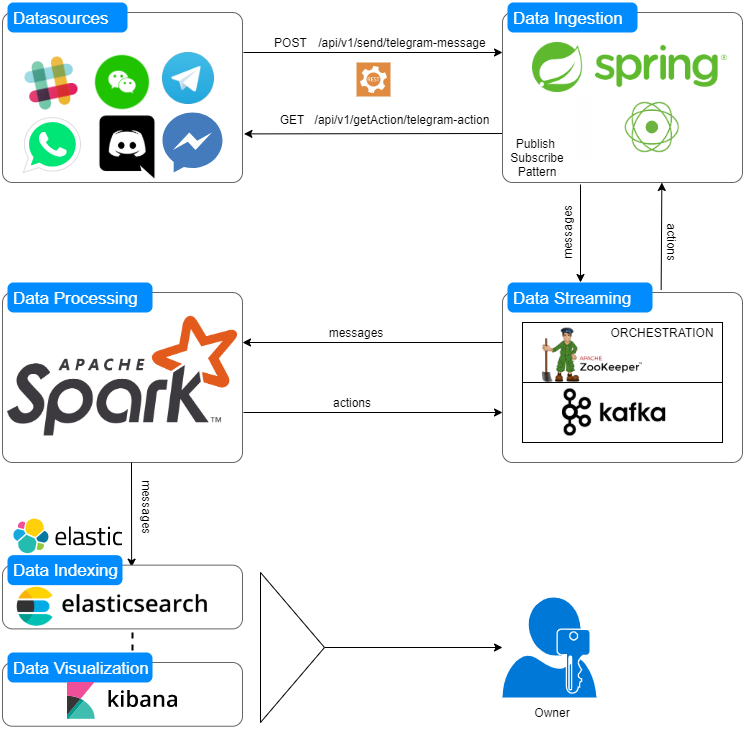 Datasources
Data Ingestion
POST /api/v1/send/telegram-message
REST
GET /api/v1/getAction/telegram-action
spring®
Publish
Subscribe
Pattern
messages
actions
Data Processing
Data Streaming
APACHE
Spark™
messages
actions
ORCHESTRATION
APACHE
ZooKeeper™
kafka
messages
elastic
Data Indexing
elasticsearch
Data Visualization
kibana
Owner